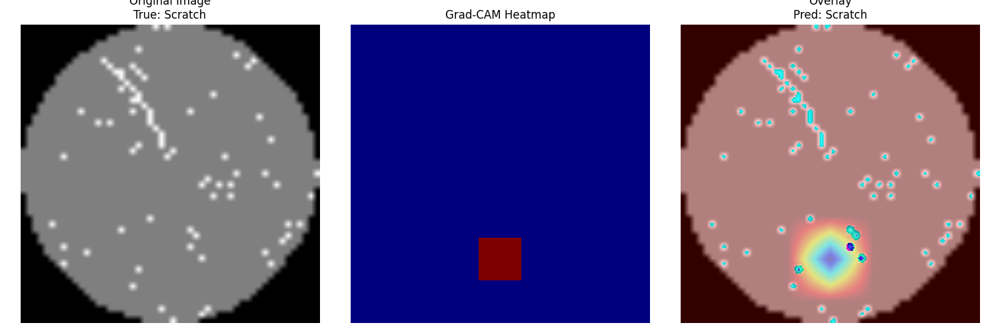 Original Image
True: Scratch
Grad-CAM Heatmap
Overlay
Pred: Scratch